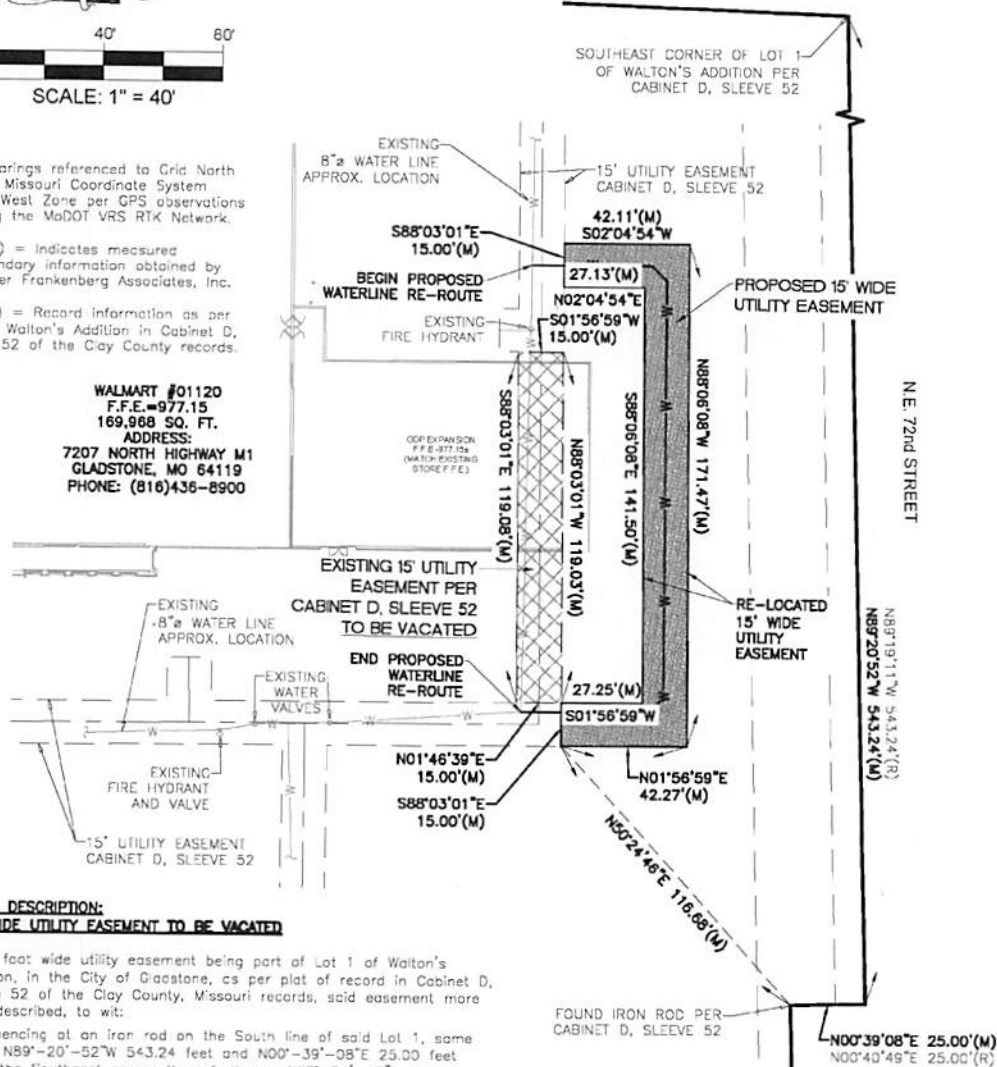 40'
80'
SCALE: 1" = 40'
SOUTHEAST CORNER OF LOT 1
OF WALTON'S ADDITION PER
CABINET D, SLEEVE 52
arings referenced to Grid North
Missouri Coordinate System
West Zone per GPS observations
g the MoDOT VRS RTK Network.
) = Indicates measured
ndary information obtained by
er Frankenberg Associates, Inc.
) = Record information as per
Walton's Addition in Cabinet D,
52 of the Clay County records.
EXISTING
8"ø WATER LINE
APPROX. LOCATION
15' UTILITY EASEMENT
CABINET D, SLEEVE 52
42.11'(M)
S02°04'54"W
S88°03'01"E
15.00'(M)
27.13'(M)
BEGIN PROPOSED
WATERLINE RE-ROUTE
N02°04'54"E
PROPOSED 15' WIDE
UTILITY EASEMENT
EXISTING
FIRE HYDRANT
S01°56'59"W
15.00'(M)
WALMART #01120
F.F.E.=977.15
169,968 SQ. FT.
ADDRESS:
7207 NORTH HIGHWAY M1
GLADSTONE, MO 64119
PHONE: (816)436-8900
ODP EXPANSION
F.F.E=977.15±
(MATCH EXISTING
STORE F.F.E)
S88°03'01"E 119.08'(M)
N88°03'01"W 119.03'(M)
S88°06'08"E 141.50'(M)
N88°06'08"W 171.47'(M)
N.E. 72nd STREET
EXISTING 15' UTILITY
EASEMENT PER
CABINET D, SLEEVE 52
TO BE VACATED
RE-LOCATED
15' WIDE
UTILITY
EASEMENT
N89°19'11"W 543.24'(R)
N89°20'52"W 543.24'(M)
EXISTING
8"ø WATER LINE
APPROX. LOCATION
END PROPOSED
WATERLINE
RE-ROUTE
27.25'(M)
S01°56'59"W
EXISTING
WATER
VALVES
EXISTING
FIRE HYDRANT
AND VALVE
N01°46'39"E
15.00'(M)
S88°03'01"E
15.00'(M)
N01°56'59"E
42.27'(M)
15' UTILITY EASEMENT
CABINET D, SLEEVE 52
N50°24'46"E 116.68'(M)
DESCRIPTION:
IDE UTILITY EASEMENT TO BE VACATED
foot wide utility easement being part of Lot 1 of Walton's
on, in the City of Gladstone, as per plat of record in Cabinet D,
52 of the Clay County, Missouri records, said easement more
described, to wit:
encing at an iron rod on the South line of said Lot 1, same
N89°-20'-52"W 543.24 feet and N00°-39'-08"E 25.00 feet
FOUND IRON ROD PER
CABINET D, SLEEVE 52
N00°39'08"E 25.00'(M)
N00°40'49"E 25.00'(R)